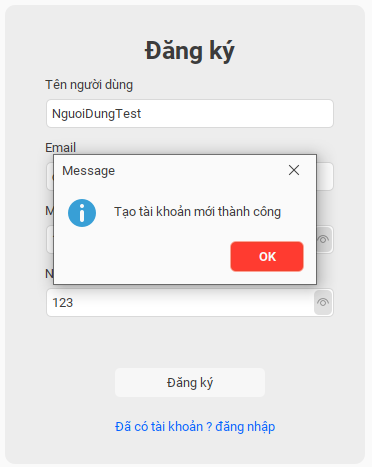 Đăng ký
Tên người dùng
NguoiDungTest
Email
Message
Tạo tài khoản mới thành công
OK
123
Đăng ký
Đã có tài khoản ? đăng nhập